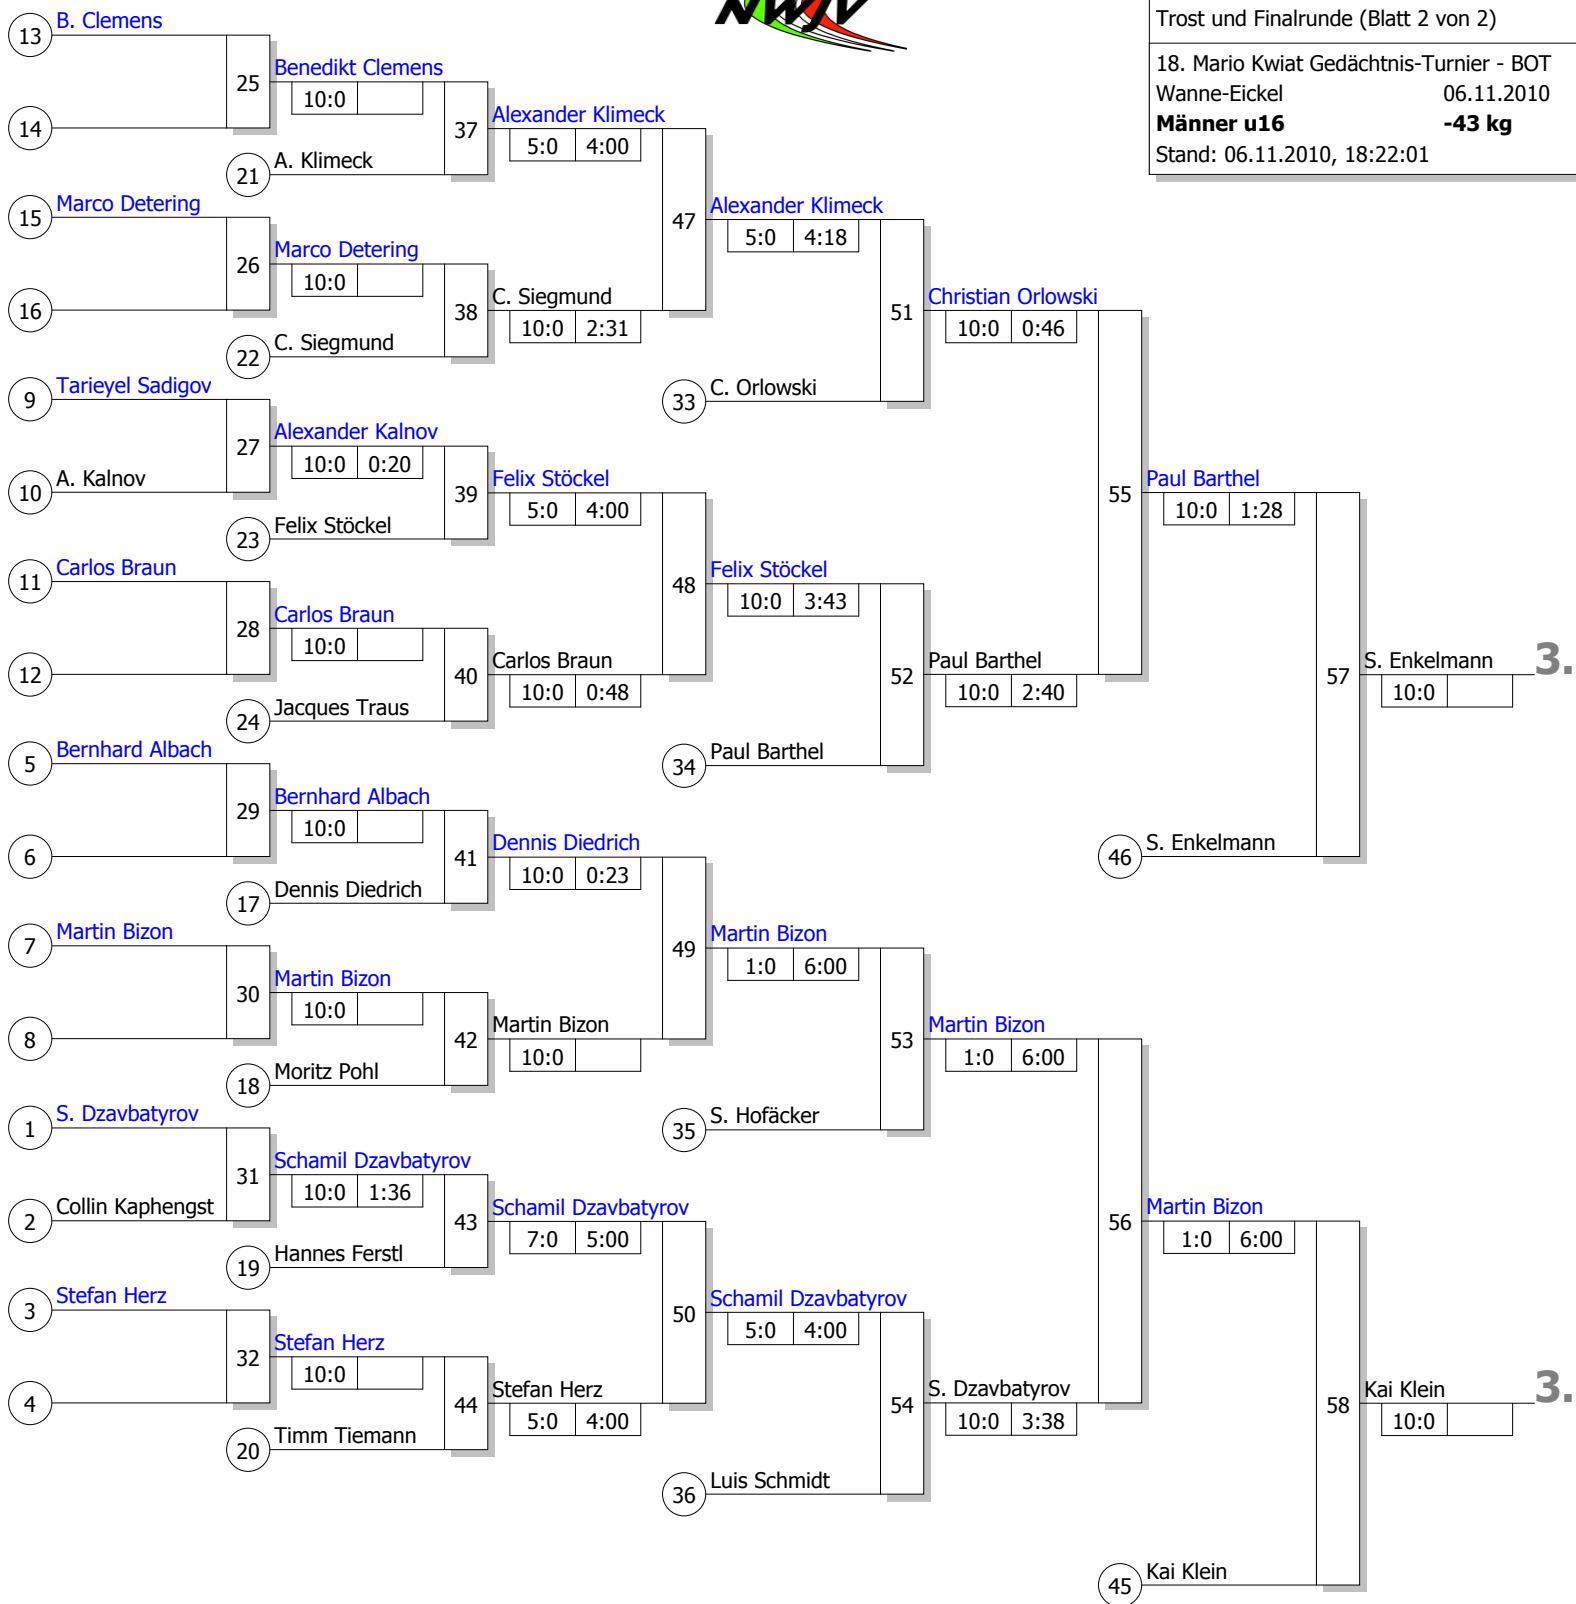 NWJV
Trost und Finalrunde (Blatt 2 von 2)
18. Mario Kwiat Gedächtnis-Turnier - BOT
Wanne-Eickel 06.11.2010
Männer u16 -43 kg
Stand: 06.11.2010, 18:22:01
13 B. Clemens
25
Benedikt Clemens
10:0
14
37
Alexander Klimeck
5:0 4:00
21 A. Klimeck
15 Marco Detering
47
Alexander Klimeck
5:0 4:18
26
Marco Detering
10:0
16
38
C. Siegmund
10:0 2:31
22 C. Siegmund
51
Christian Orlowski
10:0 0:46
33 C. Orlowski
9 Tarieyel Sadigov
27
Alexander Kalnov
10:0 0:20
10 A. Kalnov
39
Felix Stöckel
5:0 4:00
23 Felix Stöckel
55
Paul Barthel
10:0 1:28
11 Carlos Braun
48
Felix Stöckel
10:0 3:43
28
Carlos Braun
10:0
12
40
Carlos Braun
10:0 0:48
24 Jacques Traus
52
Paul Barthel
10:0 2:40
34 Paul Barthel
57
S. Enkelmann
10:0
3.
5 Bernhard Albach
29
Bernhard Albach
10:0
6
41
Dennis Diedrich
10:0 0:23
17 Dennis Diedrich
46 S. Enkelmann
7 Martin Bizon
49
Martin Bizon
1:0 6:00
30
Martin Bizon
10:0
8
42
Martin Bizon
10:0
18 Moritz Pohl
53
Martin Bizon
1:0 6:00
35 S. Hofäcker
1 S. Dzavbatyrov
31
Schamil Dzavbatyrov
10:0 1:36
2 Collin Kaphengst
43
Schamil Dzavbatyrov
7:0 5:00
19 Hannes Ferstl
56
Martin Bizon
1:0 6:00
3 Stefan Herz
50
Schamil Dzavbatyrov
5:0 4:00
32
Stefan Herz
10:0
4
44
Stefan Herz
5:0 4:00
20 Timm Tiemann
54
S. Dzavbatyrov
10:0 3:38
36 Luis Schmidt
58
Kai Klein
10:0
3.
45 Kai Klein